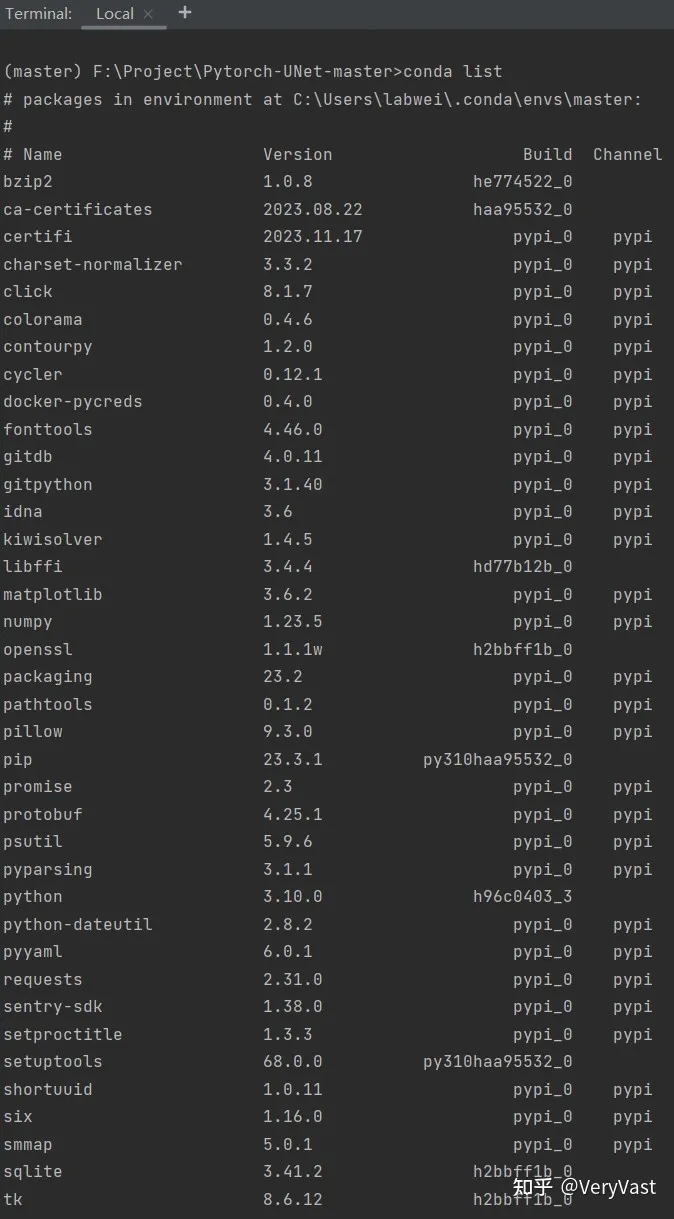 Terminal: Local × +
(master) F:\Project\Pytorch-UNet-master>conda list
# packages in environment at C:\Users\labwei\.conda\envs\master:
#
# Name Version Build Channel
bzip2 1.0.8 he774522_0
ca-certificates 2023.08.22 haa95532_0
certifi 2023.11.17 pypi_0 pypi
charset-normalizer 3.3.2 pypi_0 pypi
click 8.1.7 pypi_0 pypi
colorama 0.4.6 pypi_0 pypi
contourpy 1.2.0 pypi_0 pypi
cycler 0.12.1 pypi_0 pypi
docker-pycreds 0.4.0 pypi_0 pypi
fonttools 4.46.0 pypi_0 pypi
gitdb 4.0.11 pypi_0 pypi
gitpython 3.1.40 pypi_0 pypi
idna 3.6 pypi_0 pypi
kiwisolver 1.4.5 pypi_0 pypi
libffi 3.4.4 hd77b12b_0
matplotlib 3.6.2 pypi_0 pypi
numpy 1.23.5 pypi_0 pypi
openssl 1.1.1w h2bbff1b_0
packaging 23.2 pypi_0 pypi
pathtools 0.1.2 pypi_0 pypi
pillow 9.3.0 pypi_0 pypi
pip 23.3.1 py310haa95532_0
promise 2.3 pypi_0 pypi
protobuf 4.25.1 pypi_0 pypi
psutil 5.9.6 pypi_0 pypi
pyparsing 3.1.1 pypi_0 pypi
python 3.10.0 h96c0403_3
python-dateutil 2.8.2 pypi_0 pypi
pyyaml 6.0.1 pypi_0 pypi
requests 2.31.0 pypi_0 pypi
sentry-sdk 1.38.0 pypi_0 pypi
setproctitle 1.3.3 pypi_0 pypi
setuptools 68.0.0 py310haa95532_0
shortuuid 1.0.11 pypi_0 pypi
six 1.16.0 pypi_0 pypi
smmap 5.0.1 pypi_0 pypi
sqlite 3.41.2 h2bbff1b_0
知乎 @VeryVast
tk 8.6.12 h2bbff1b_0